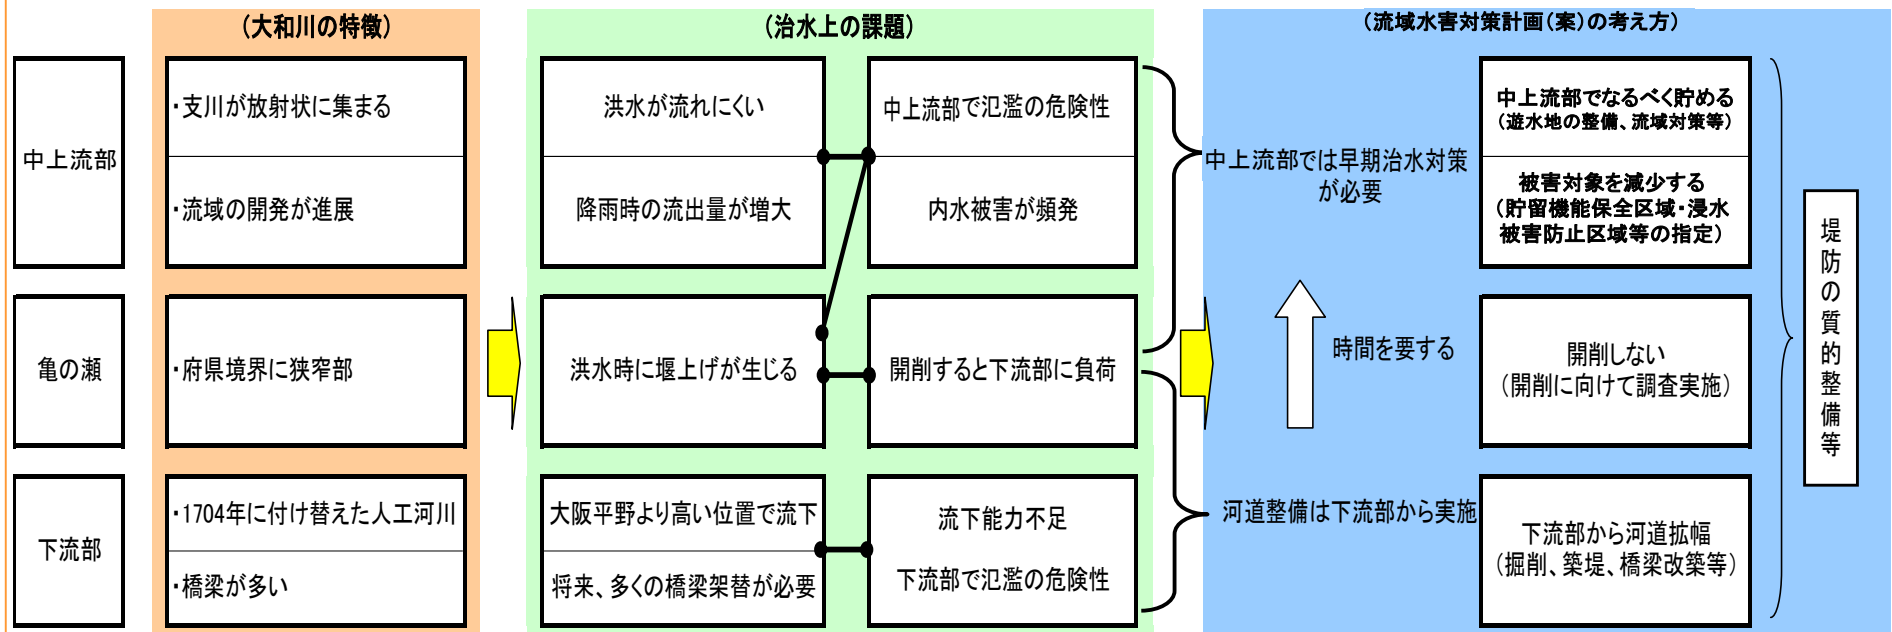 (大和川の特徴)
(治水上の課題)
(流域水害対策計画(案)の考え方)
中上流部
・支川が放射状に集まる
・流域の開発が進展
洪水が流れにくい
降雨時の流出量が増大
中上流部で氾濫の危険性
内水被害が頻発
中上流部では早期治水対策
が必要
中上流部でなるべく貯める
(遊水地の整備、流域対策等)
被害対象を減少する
(貯留機能保全区域・浸水
被害防止区域等の指定)
亀の瀬
・府県境界に狭窄部
洪水時に堰上げが生じる
開削すると下流部に負荷
時間を要する
開削しない
(開削に向けて調査実施)
下流部
・1704年に付け替えた人工河川
・橋梁が多い
大阪平野より高い位置で流下
将来、多くの橋梁架替が必要
流下能力不足
下流部で氾濫の危険性
河道整備は下流部から実施
下流部から河道拡幅
(掘削、築堤、橋梁改築等)
堤防の質的整備等